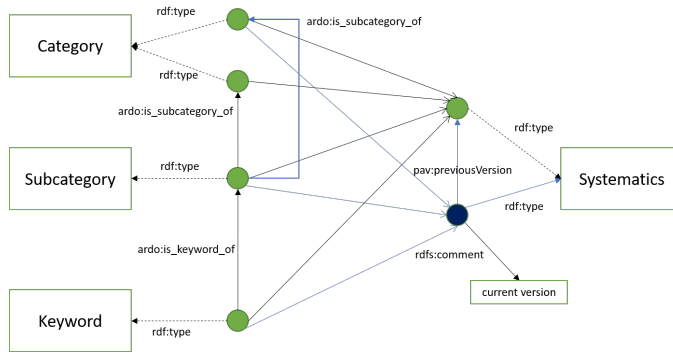 rdf:type
ardo:is_subcategory_of
Category
rdf:type
ardo:is_subcategory_of
rdf:type
rdf:type
pav:previousVersion
Subcategory
Systematics
rdf:type
ardo:is_keyword_of
rdfs:comment
current version
Keyword
rdf:type